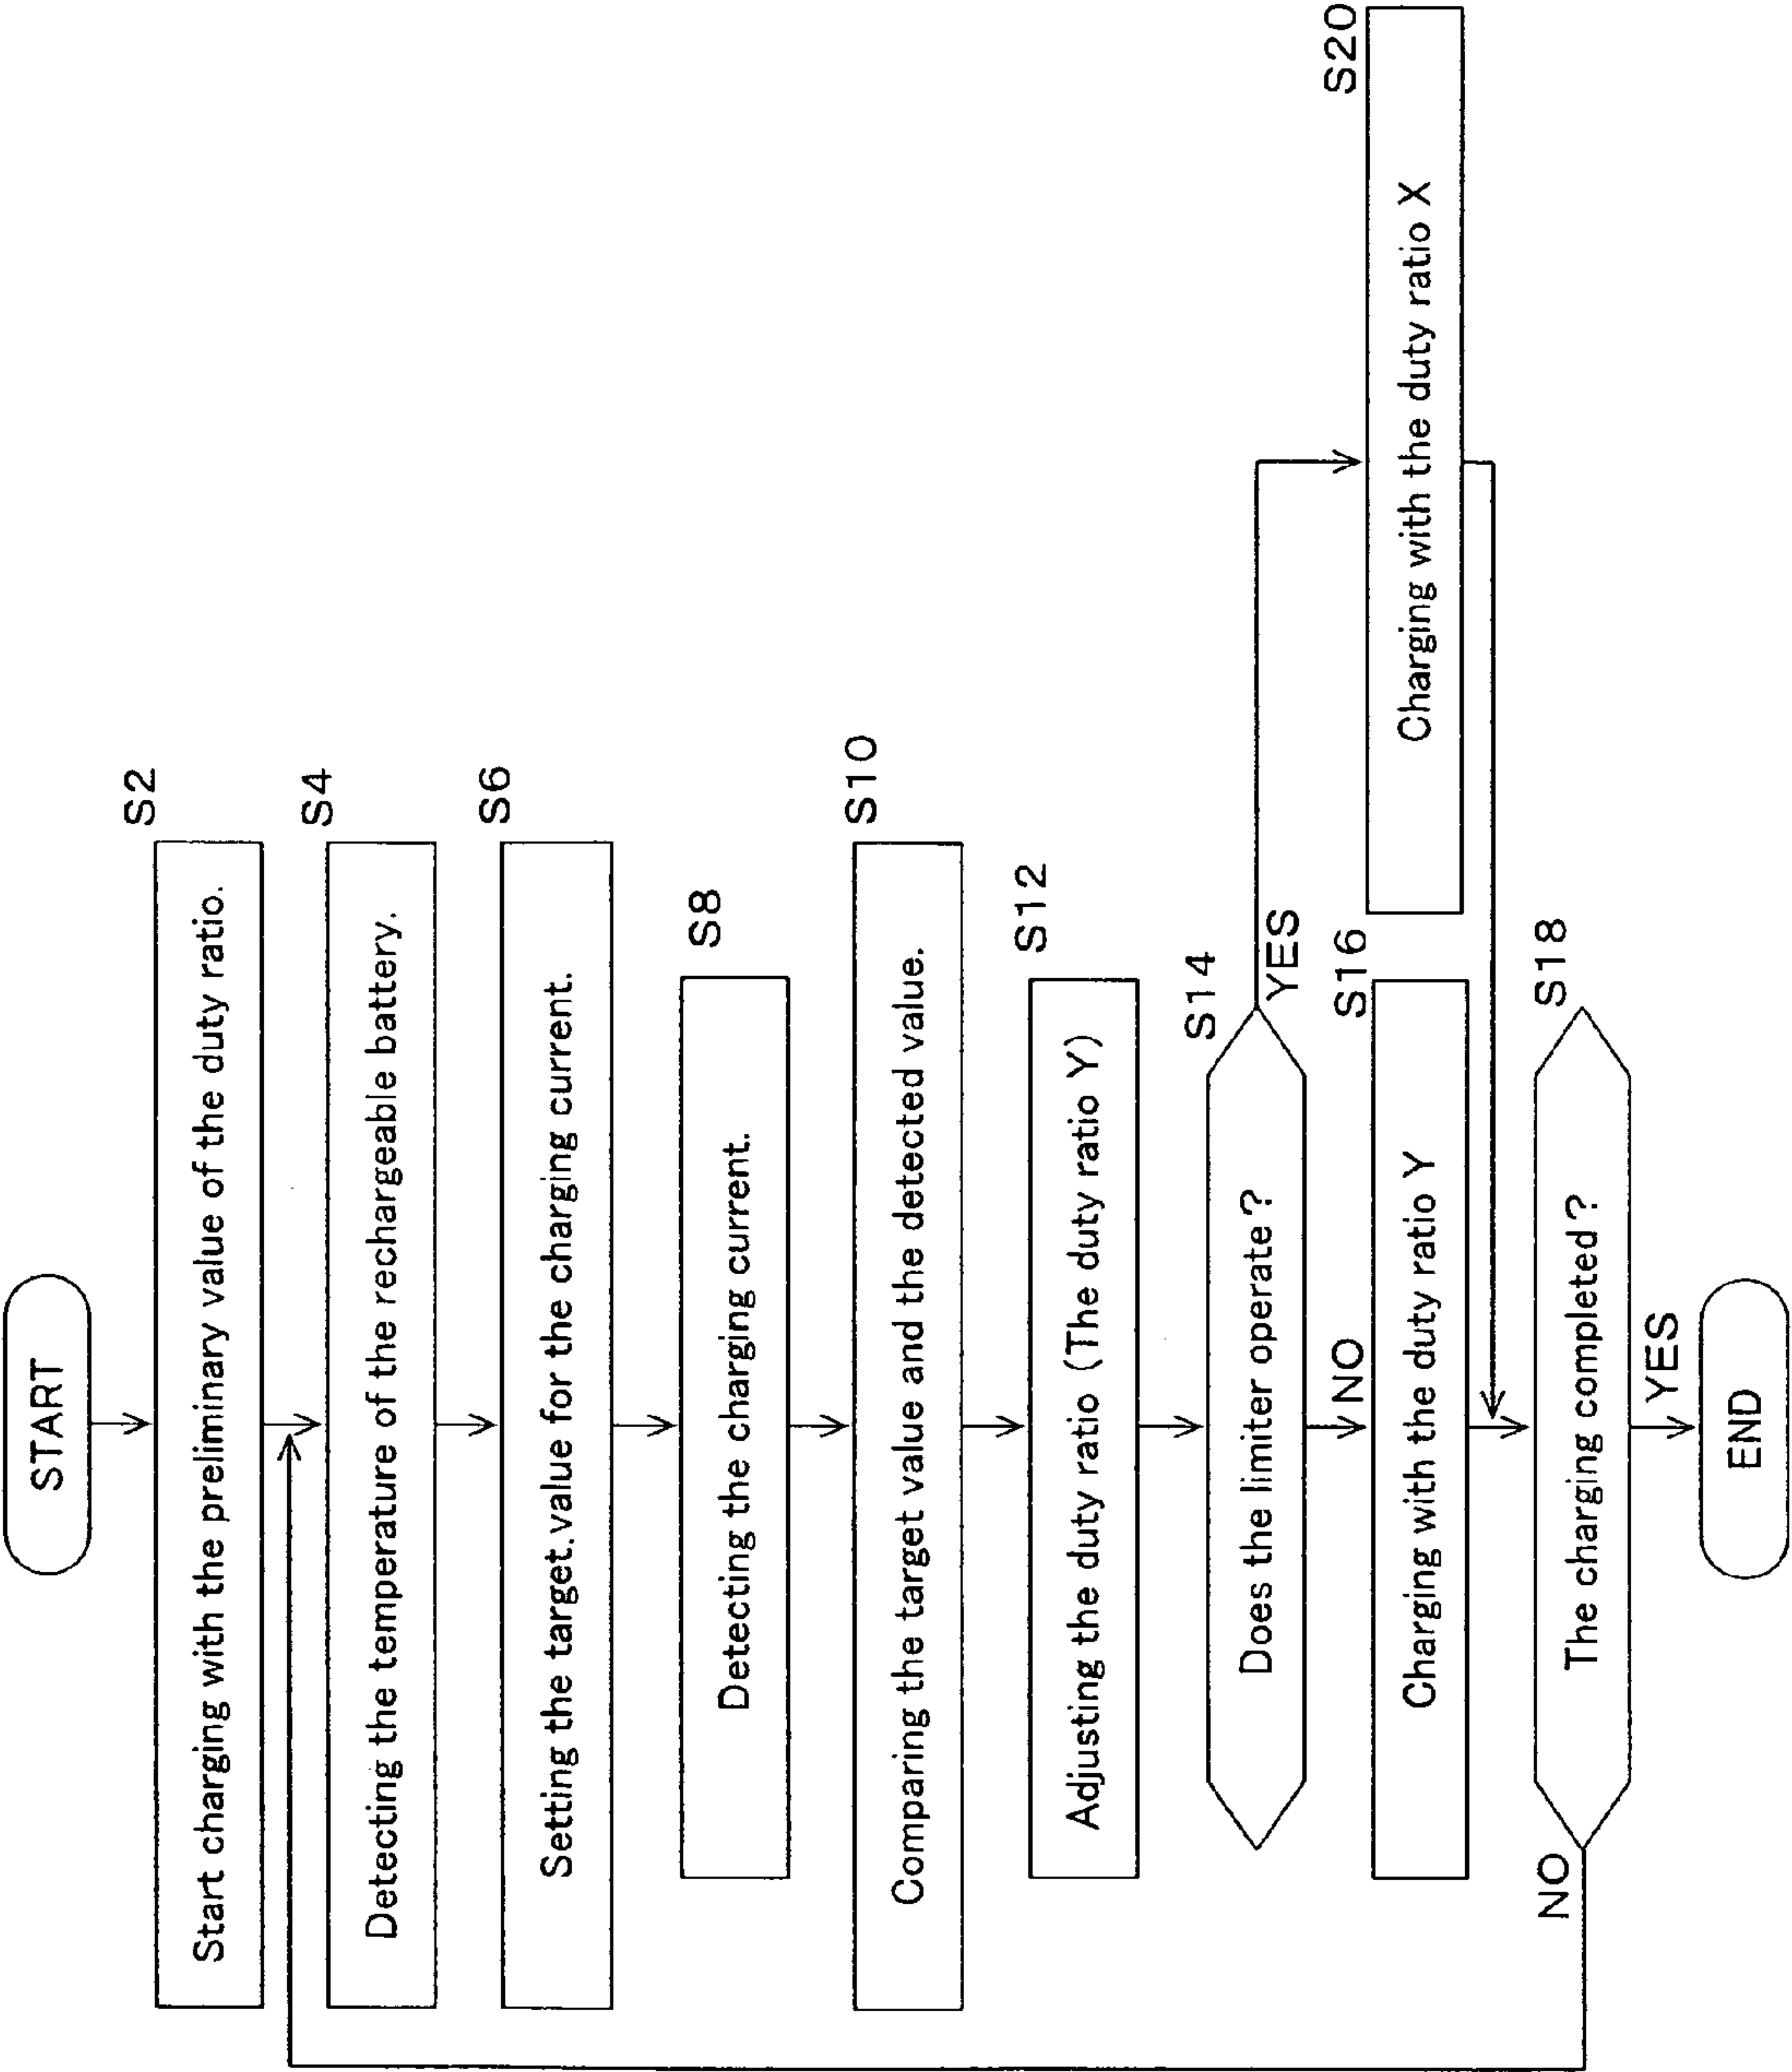 START
S2
Start charging with the preliminary value of the duty ratio.
S4
Detecting the temperature of the rechargeable battery.
S6
Setting the target.value for the charging current.
S8
Detecting the charging current.
S10
Comparing the target value and the detected value.
S12
Adjusting the duty ratio (The duty ratio Y)
S14
Does the limiter operate?
YES
NO
S16
Charging with the duty ratio Y
S20
Charging with the duty ratio X
S18
The charging completed?
NO
YES
END